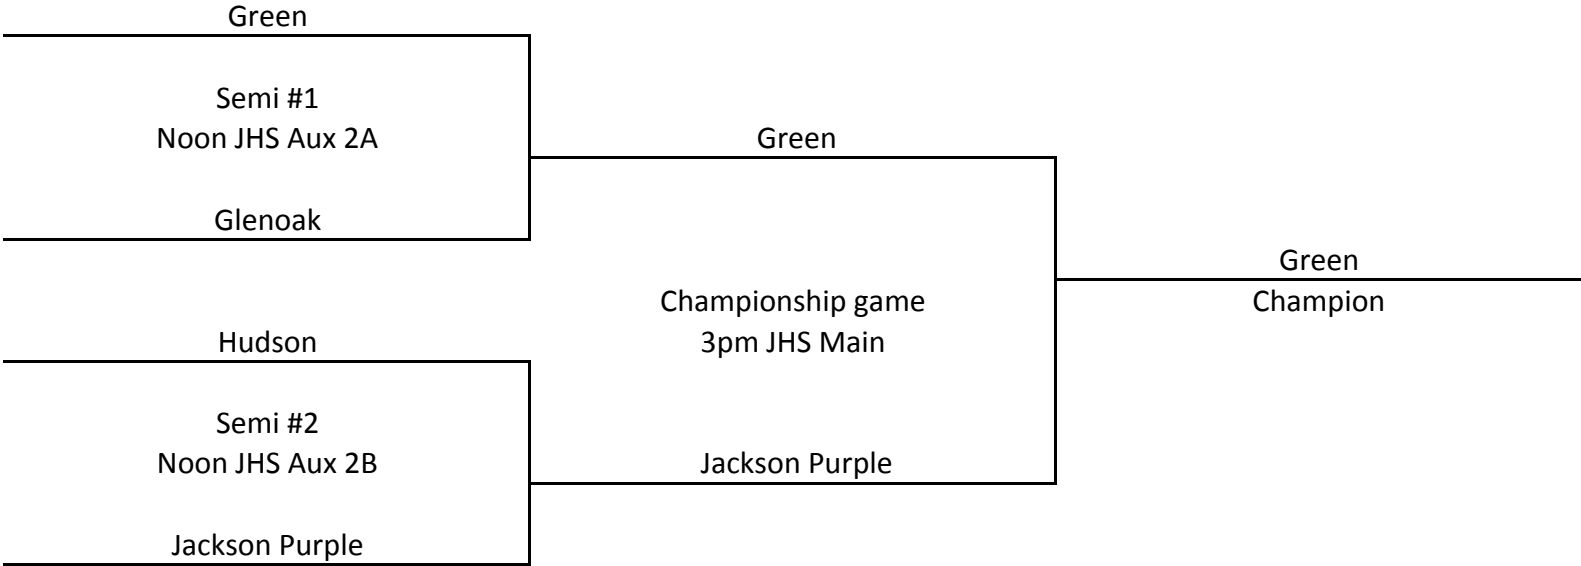 Green
Semi #1
Noon JHS Aux 2A
Glenoak
Hudson
Semi #2
Noon JHS Aux 2B
Jackson Purple
Green
Championship game
3pm JHS Main
Jackson Purple
Green
Champion